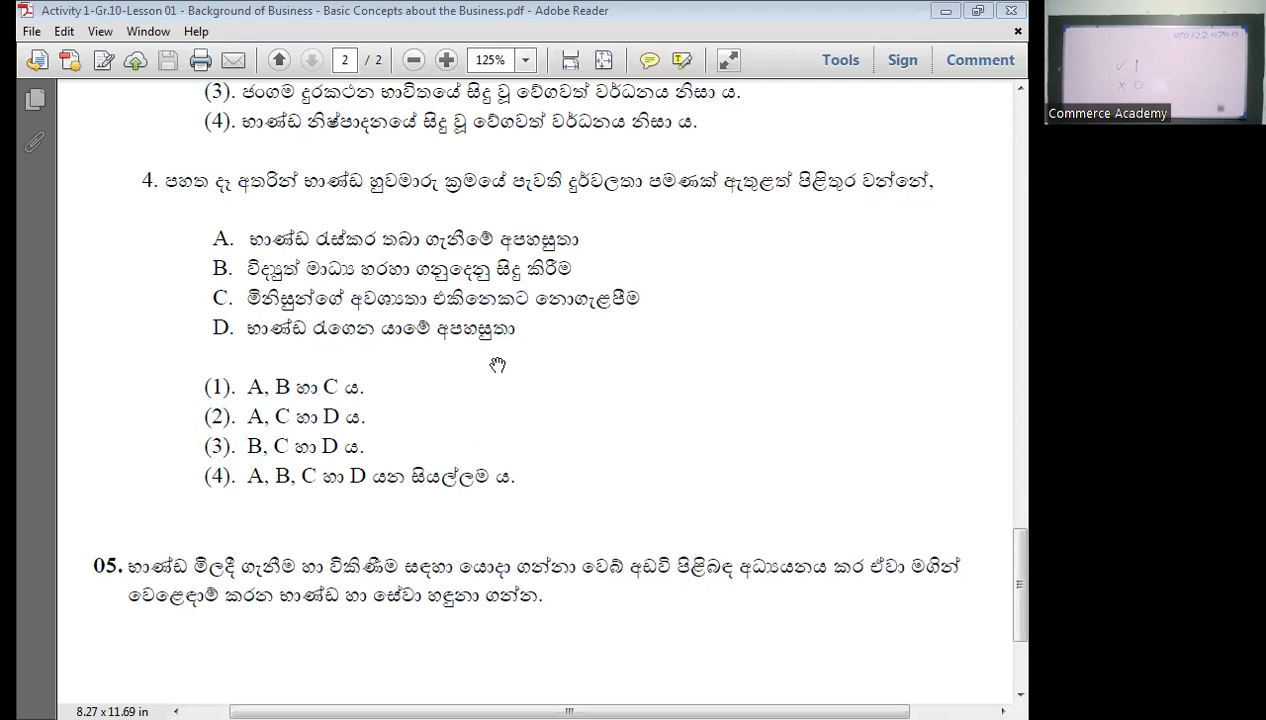 Activity 1-Gr.10-Lesson 01 - Background of Business - Basic Concepts about the Business.pdf - Adobe Reader
File Edit View Window Help
2 / 2 125% Tools Sign Comment
(3). ජංගම දුරකථන භාවිතයේ සිදු වූ වේගවත් වර්ධනය නිසා ය.
(4). භාණ්ඩ නිෂ්පාදනයේ සිදු වූ වේගවත් වර්ධනය නිසා ය.
4. පහත දෑ අතරින් භාණ්ඩ හුවමාරු ක්‍රමයේ පැවති දුර්වලතා පමණක් ඇතුළත් පිළිතුර වන්නේ,
A. භාණ්ඩ රැස්කර තබා ගැනීමේ අපහසුතා
B. විද්‍යුත් මාධ්‍ය හරහා ගනුදෙනු සිදු කිරීම
C. මිනිසුන්ගේ අවශ්‍යතා එකිනෙකට නොගැළපීම
D. භාණ්ඩ රැගෙන යාමේ අපහසුතා
(1). A, B හා C ය.
(2). A, C හා D ය.
(3). B, C හා D ය.
(4). A, B, C හා D යන සියල්ලම ය.
05. භාණ්ඩ මිලදී ගැනීම හා විකිණීම සඳහා යොදා ගන්නා වෙබ් අඩවි පිළිබඳ අධ්‍යයනය කර ඒවා මගින්
වෙළෙඳාම් කරන භාණ්ඩ හා සේවා හඳුනා ගන්න.
8.27 x 11.69 in
Commerce Academy